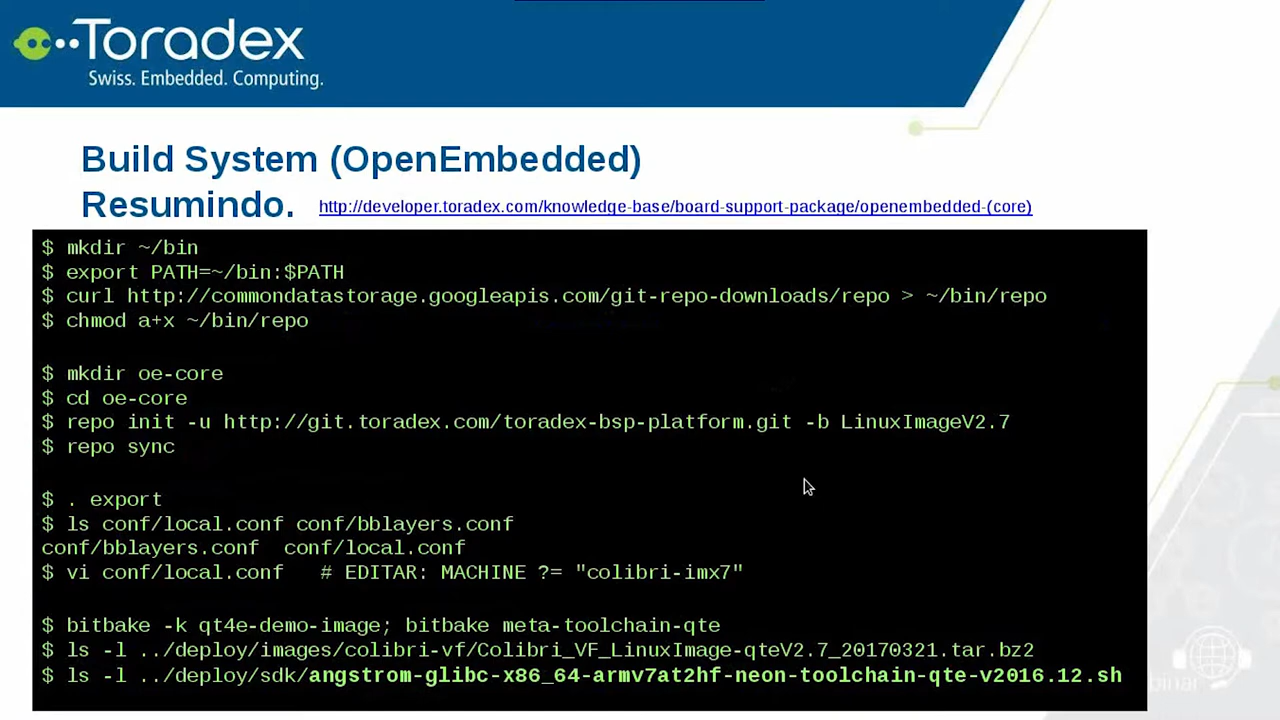 Toradex
Swiss. Embedded. Computing.
Build System (OpenEmbedded)
Resumindo. http://developer.toradex.com/knowledge-base/board-support-package/openembedded-(core)
$ mkdir ~/bin
$ export PATH=~/bin:$PATH
$ curl http://commondatastorage.googleapis.com/git-repo-downloads/repo > ~/bin/repo
$ chmod a+x ~/bin/repo
$ mkdir oe-core
$ cd oe-core
$ repo init -u http://git.toradex.com/toradex-bsp-platform.git -b LinuxImageV2.7
$ repo sync
$ . export
$ ls conf/local.conf conf/bblayers.conf
conf/bblayers.conf  conf/local.conf
$ vi conf/local.conf   # EDITAR: MACHINE ?= "colibri-imx7"
$ bitbake -k qt4e-demo-image; bitbake meta-toolchain-qte
$ ls -l ../deploy/images/colibri-vf/Colibri_VF_LinuxImage-qteV2.7_20170321.tar.bz2
$ ls -l ../deploy/sdk/angstrom-glibc-x86_64-armv7at2hf-neon-toolchain-qte-v2016.12.sh